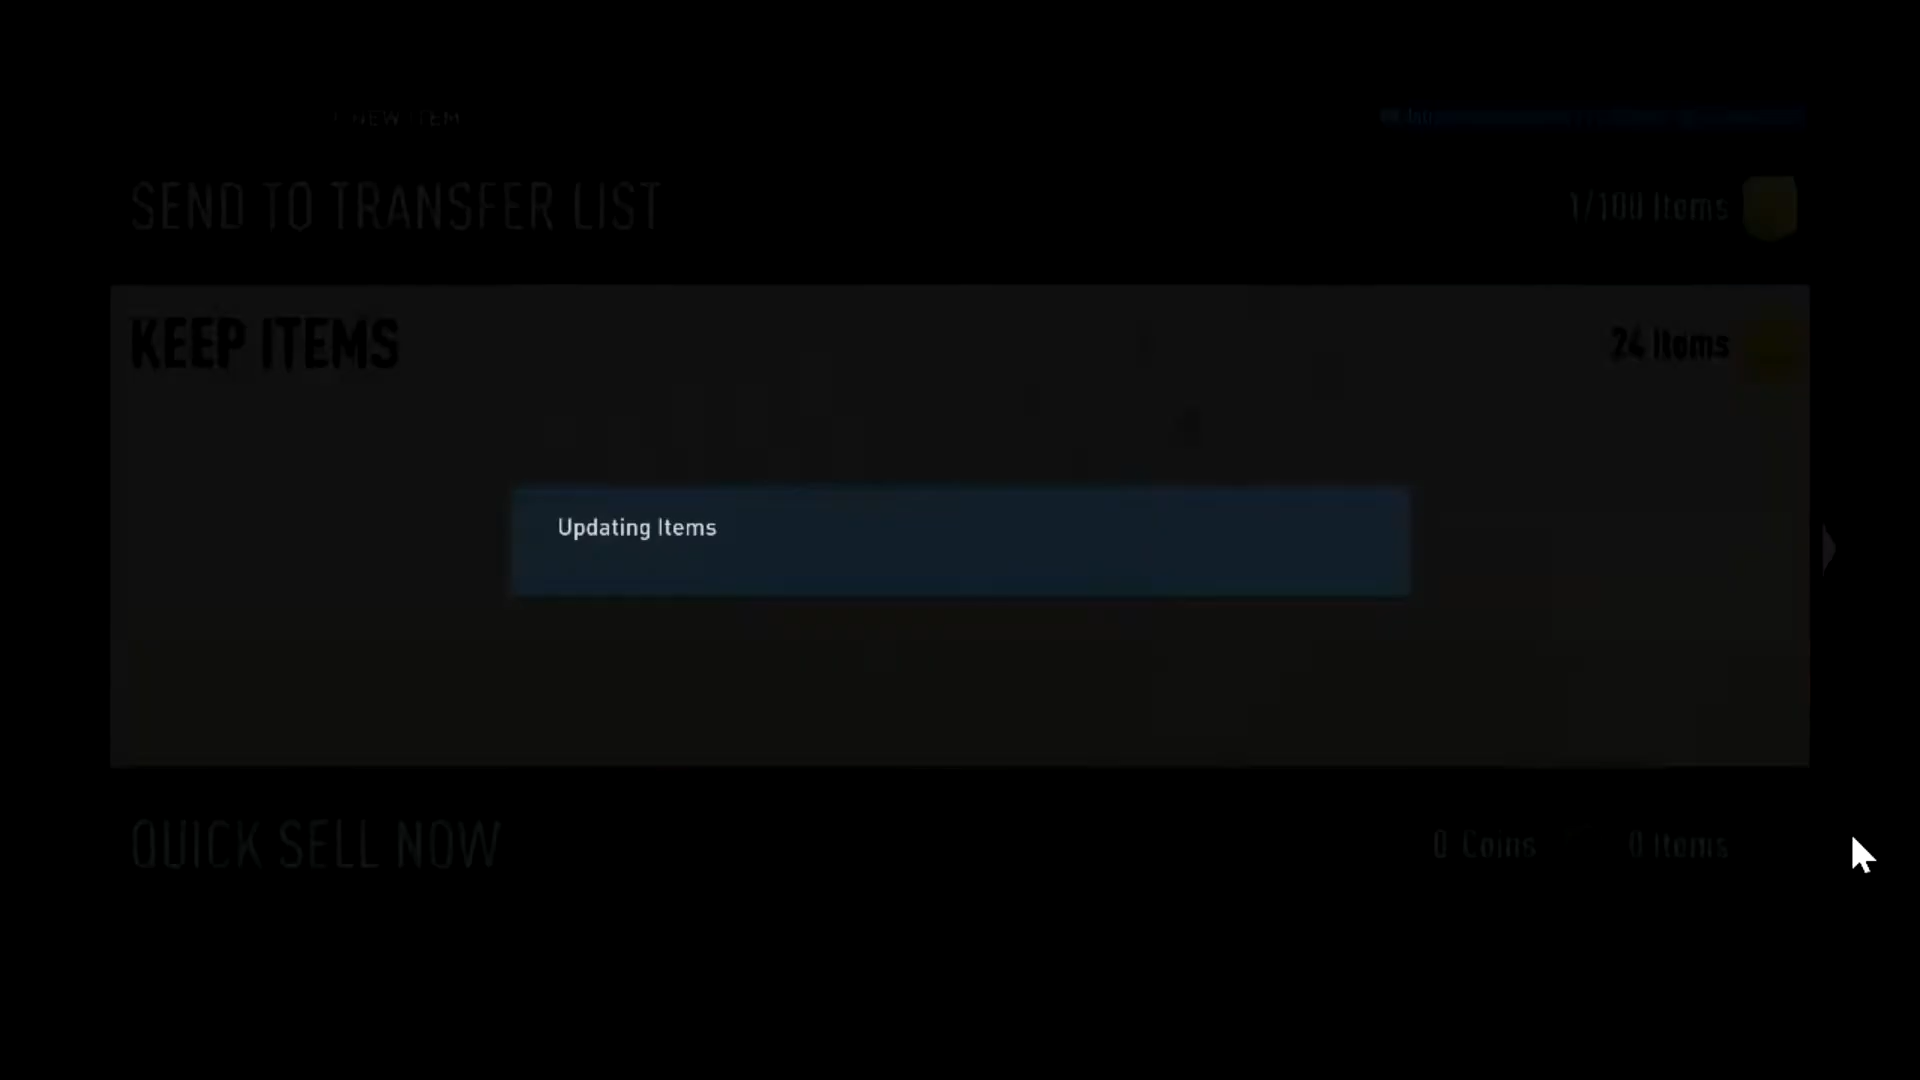 NEW ITEM
SEND TO TRANSFER LIST
1/100 Items
KEEP ITEMS
24 Items
Updating Items
QUICK SELL NOW
0 Coins
0 Items